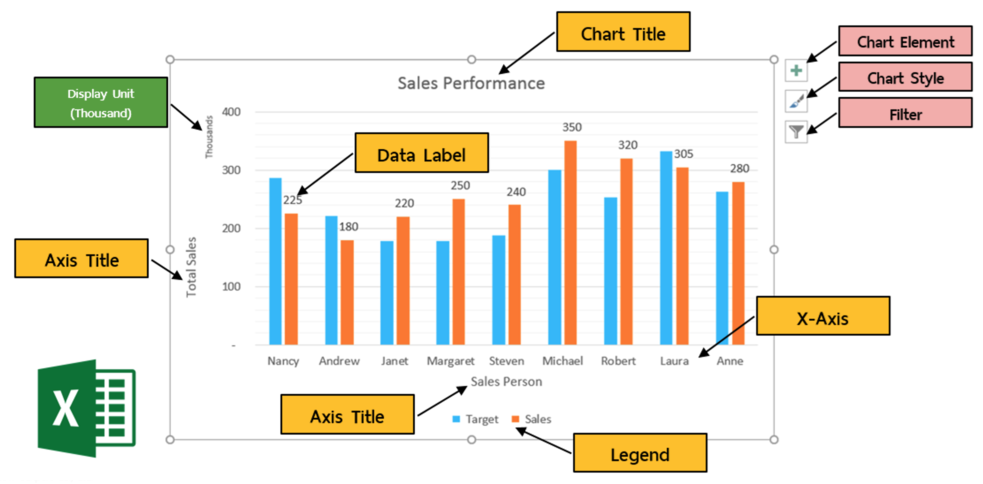 Chart Title
Chart Element
Chart Style
Filter
Display Unit
(Thousand)
Sales Performance
Thousands
Data Label
Axis Title
Total Sales
400
300
200
100
-
225
180
220
250
240
350
320
305
280
X-Axis
Nancy Andrew Janet Margaret Steven Michael Robert Laura Anne
Sales Person
Axis Title
Target Sales
Legend
X